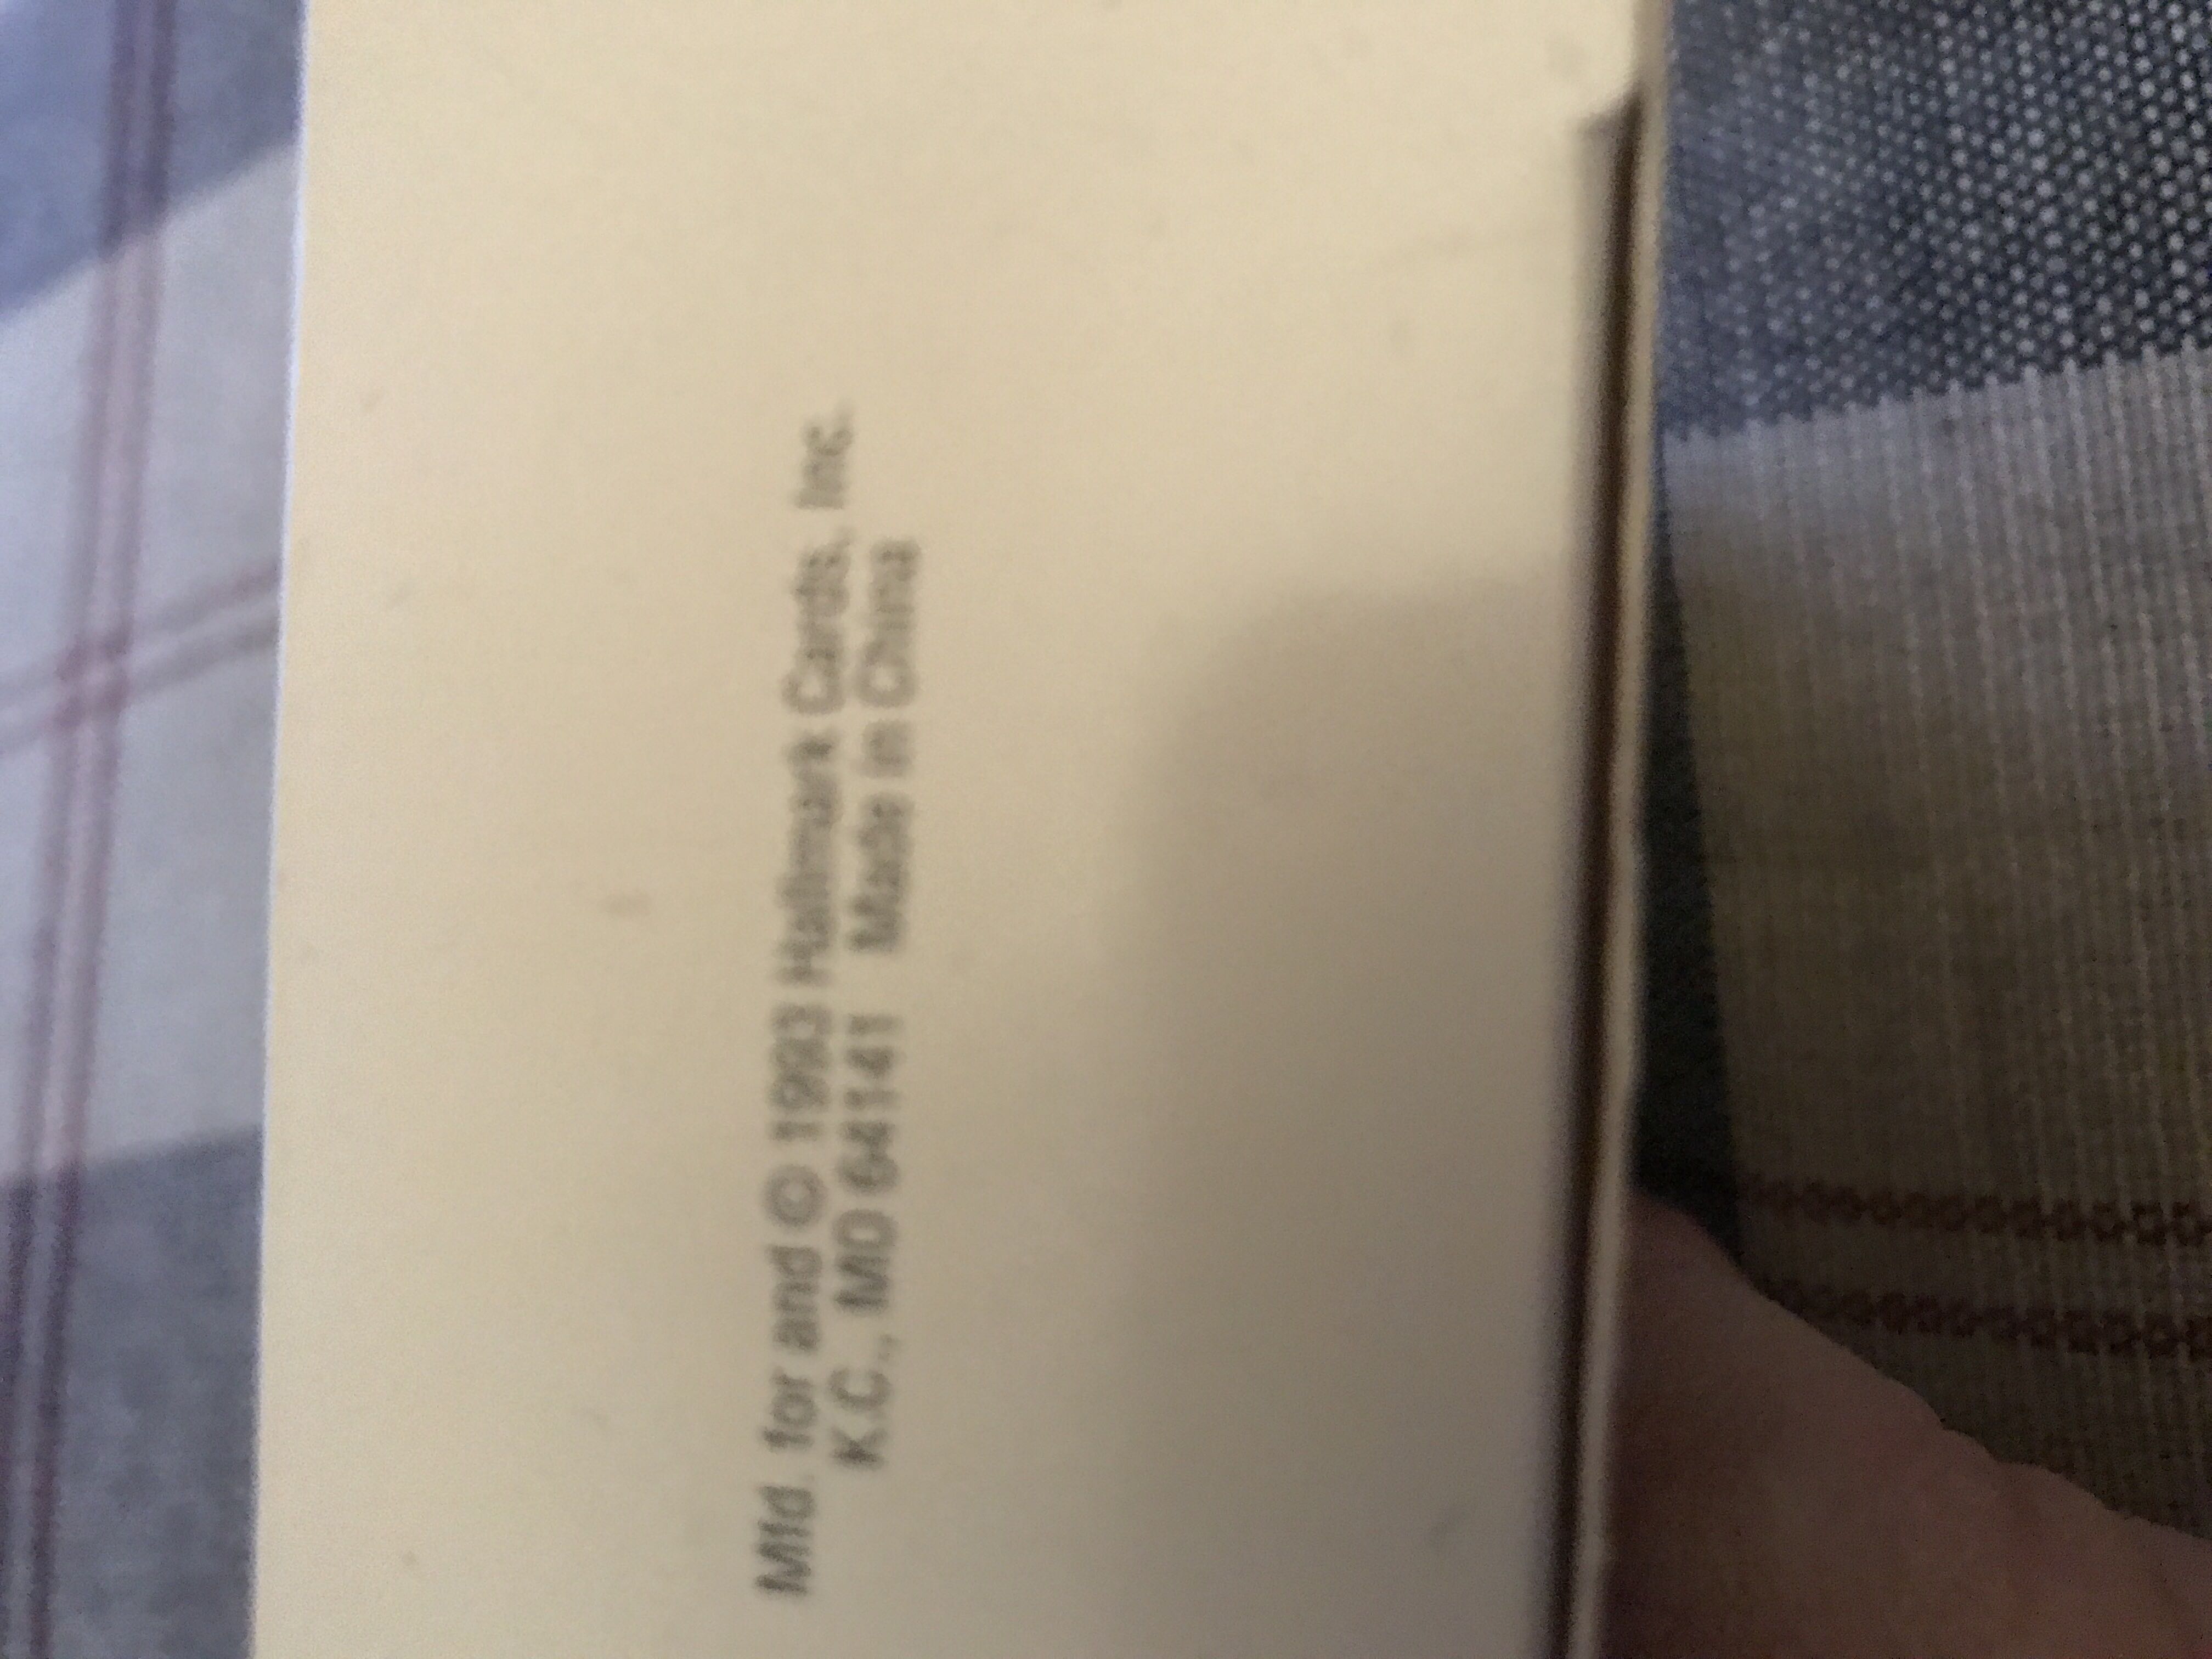 Mfd. for and © 1993 Hallmark Cards, Inc.
K.C., MO 64141 Made in China